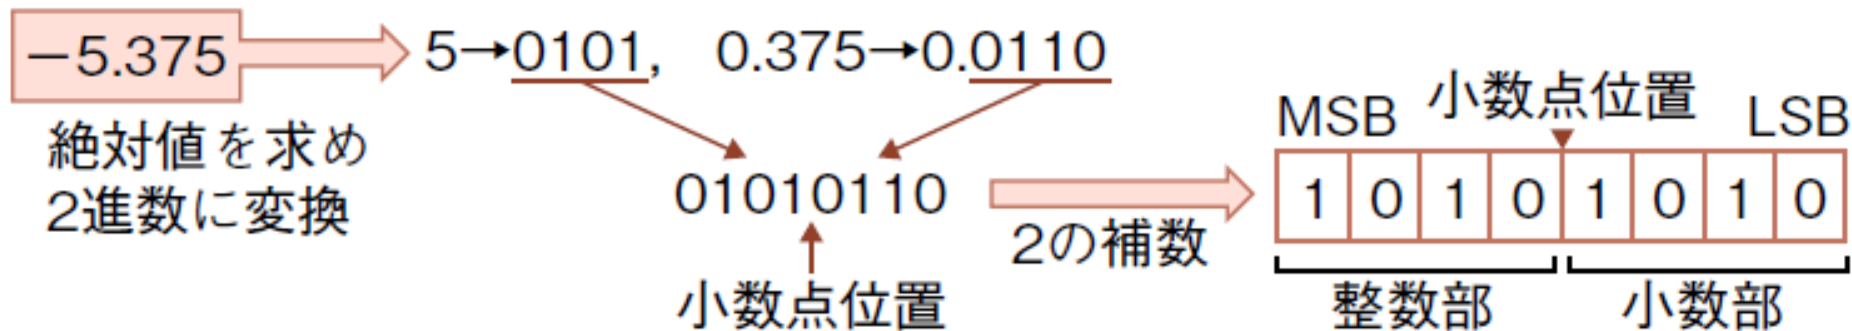 −5.375
5→0101, 0.375→0.0110
絶対値を求め
2進数に変換
01010110
小数点位置
2の補数
MSB 小数点位置 LSB
1 0 1 0 1 0 1 0
整数部 小数部